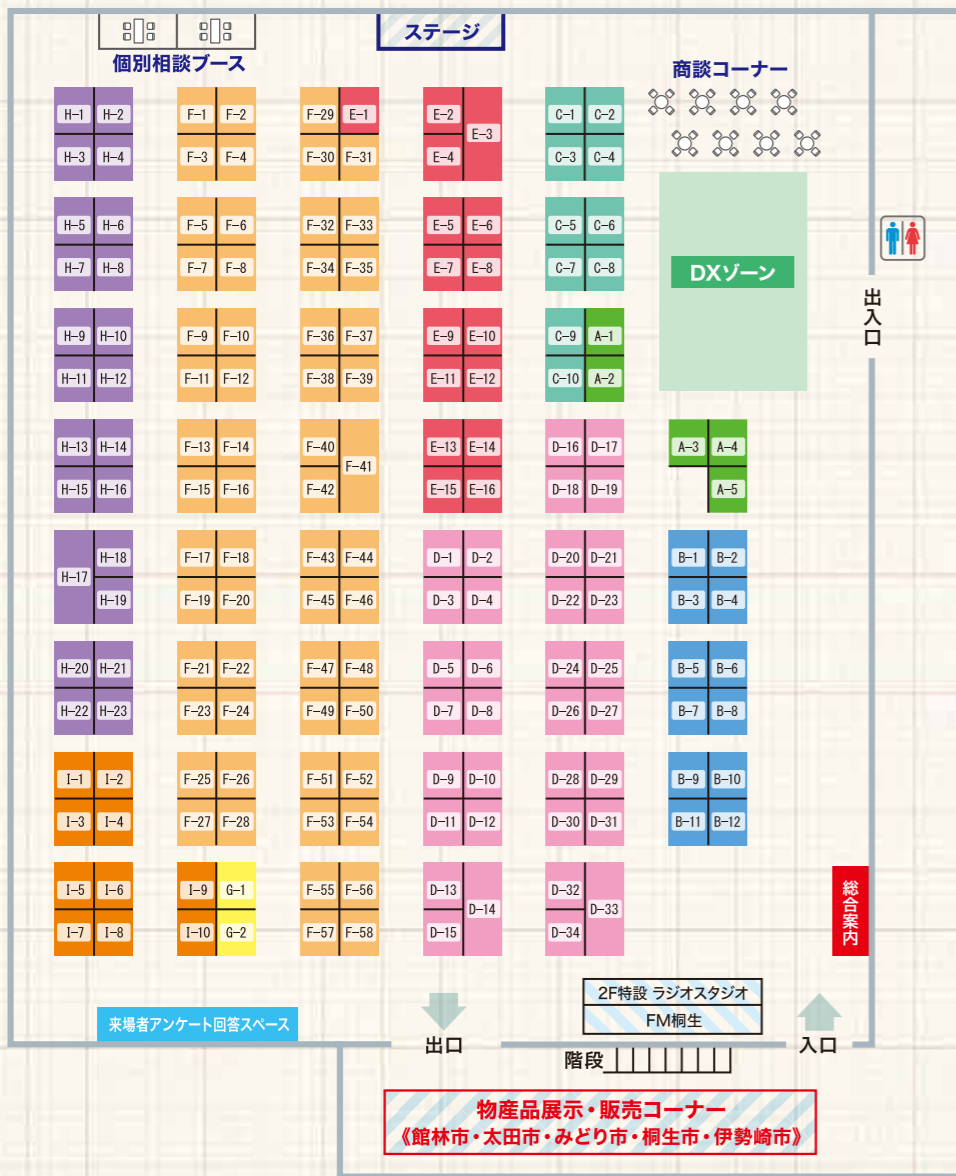 ステージ
個別相談ブース
商談コーナー
H-1 H-2 F-1 F-2 F-29 E-1 E-2 E-3 C-1 C-2
H-3 H-4 F-3 F-4 F-30 F-31 E-4 C-3 C-4
H-5 H-6 F-5 F-6 F-32 F-33 E-5 E-6 C-5 C-6
H-7 H-8 F-7 F-8 F-34 F-35 E-7 E-8 C-7 C-8
DXゾーン
出入口
H-9 H-10 F-9 F-10 F-36 F-37 E-9 E-10 C-9 A-1
H-11 H-12 F-11 F-12 F-38 F-39 E-11 E-12 C-10 A-2
H-13 H-14 F-13 F-14 F-40 F-41 E-13 E-14 D-16 D-17 A-3 A-4
H-15 H-16 F-15 F-16 F-42 E-15 E-16 D-18 D-19 A-5
H-17 H-18 F-17 F-18 F-43 F-44 D-1 D-2 D-20 D-21 B-1 B-2
H-19 F-19 F-20 F-45 F-46 D-3 D-4 D-22 D-23 B-3 B-4
H-20 H-21 F-21 F-22 F-47 F-48 D-5 D-6 D-24 D-25 B-5 B-6
H-22 H-23 F-23 F-24 F-49 F-50 D-7 D-8 D-26 D-27 B-7 B-8
I-1 I-2 F-25 F-26 F-51 F-52 D-9 D-10 D-28 D-29 B-9 B-10
I-3 I-4 F-27 F-28 F-53 F-54 D-11 D-12 D-30 D-31 B-11 B-12
I-5 I-6 I-9 G-1 F-55 F-56 D-13 D-14 D-32 D-33
I-7 I-8 I-10 G-2 F-57 F-58 D-15 D-34
総合案内
2F特設 ラジオスタジオ
FM桐生
来場者アンケート回答スペース
出口
入口
階段
物産品展示・販売コーナー
《館林市・太田市・みどり市・桐生市・伊勢崎市》